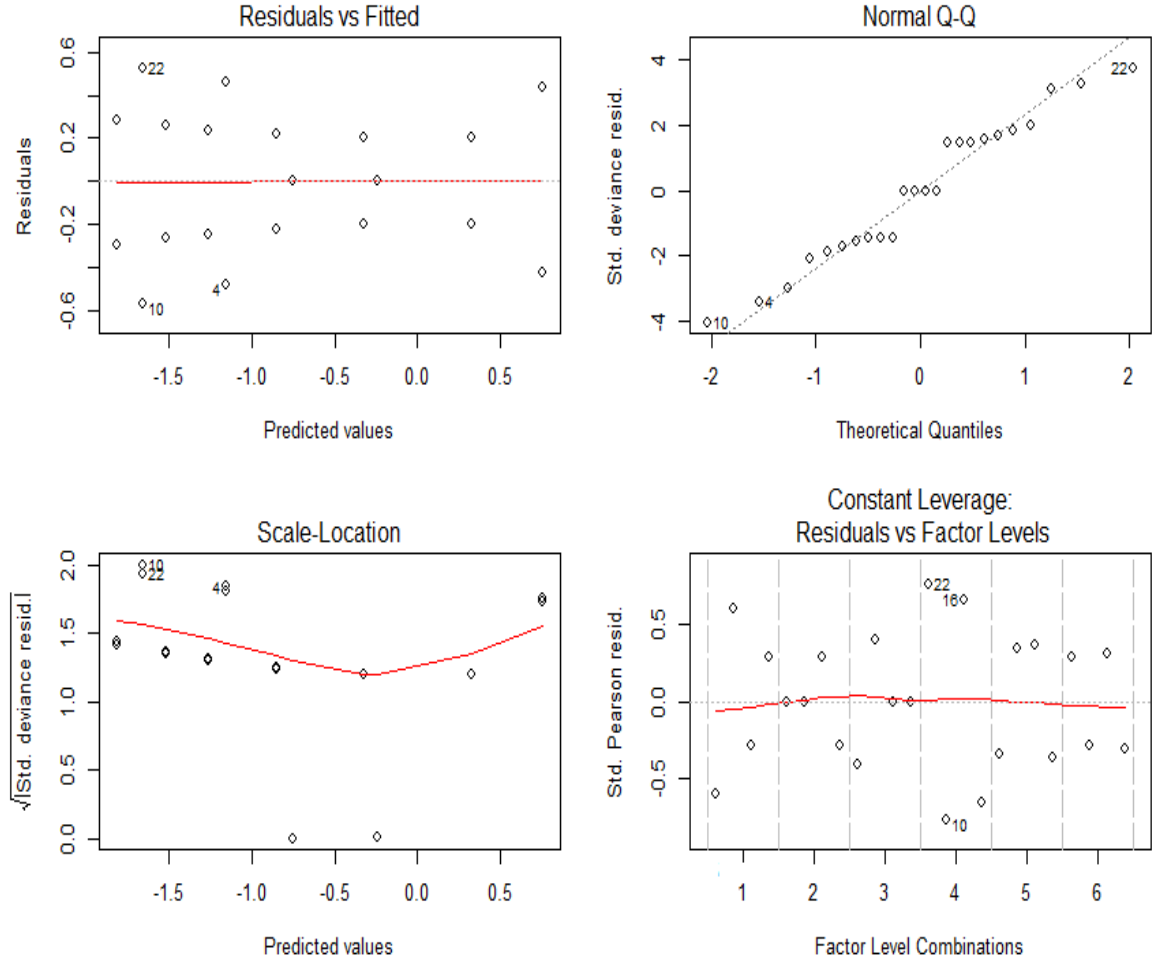 Residuals vs Fitted
Residuals
0.6
0.2
-0.2
-0.6
22
10
4
-1.5 -1.0 -0.5 0.0 0.5
Predicted values
Normal Q-Q
Std. deviance resid.
4
2
0
-2
-4
22
4
10
-2 -1 0 1 2
Theoretical Quantiles
Scale-Location
√|Std. deviance resid.|
2.0
1.5
1.0
0.5
0.0
10
22
4
-1.5 -1.0 -0.5 0.0 0.5
Predicted values
Constant Leverage:
Residuals vs Factor Levels
Std. Pearson resid.
0.5
0.0
-0.5
22
16
10
1 2 3 4 5 6
Factor Level Combinations